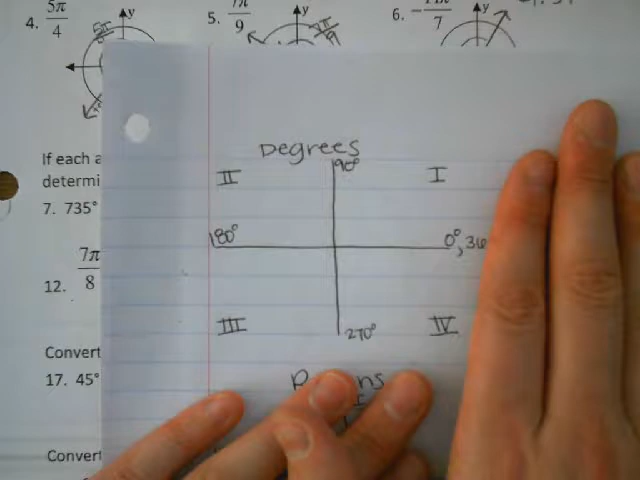 4. 5π/4
5. 7π/9
6.
y
y
y
Degrees
90°
II
I
180°
0°, 36
III
IV
270°
If each a
determi
7. 735°
12. 7π/8
Convert
17. 45°
Convert